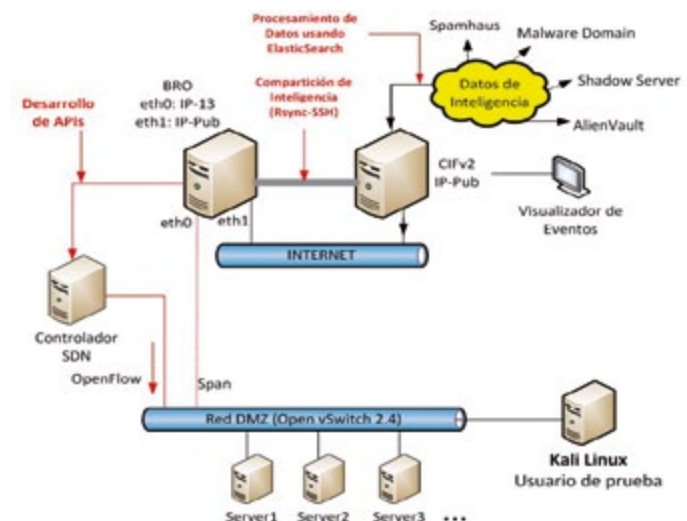 Procesamiento de
Datos usando
ElasticSearch
Spamhaus
Malware Domain
Shadow Server
AlienVault
Datos de
Inteligencia
Desarrollo
de APIs
BRO
eth0: IP-13
eth1: IP-Pub
Compartición de
Inteligencia
(Rsync-SSH)
CIFv2
IP-Pub
Visualizador de
Eventos
eth0
eth1
INTERNET
Controlador
SDN
OpenFlow
Span
Red DMZ (Open vSwitch 2.4)
Kali Linux
Usuario de prueba
Server1
Server2
Server3
...